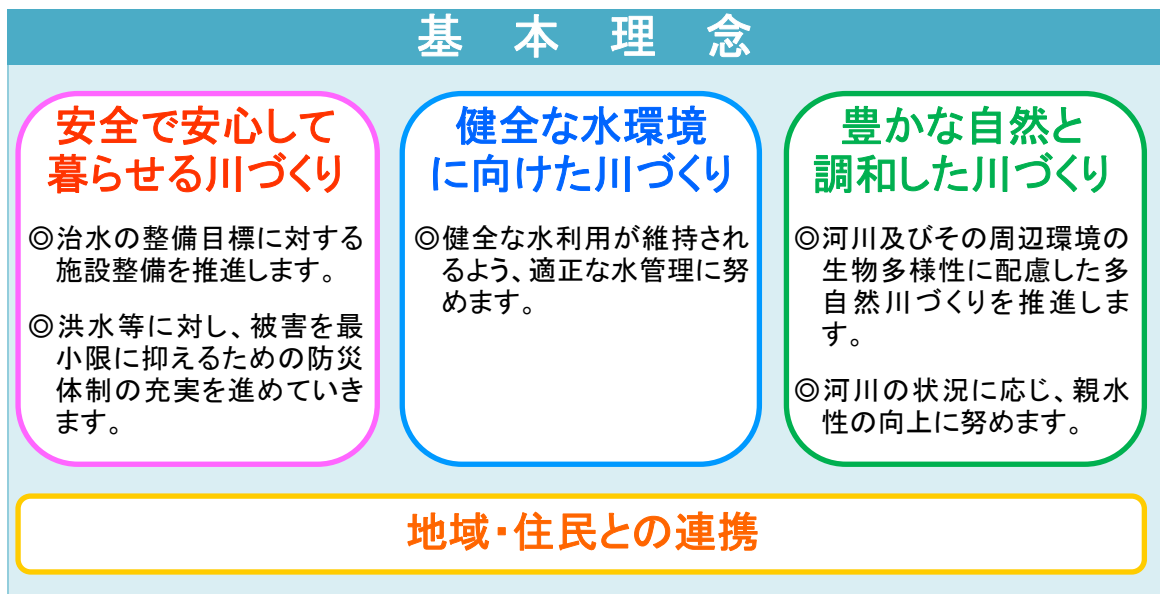 基本理念
安全で安心して
暮らせる川づくり
◎治水の整備目標に対する
施設整備を推進します。
◎洪水等に対し、被害を最
小限に抑えるための防災
体制の充実を進めていき
ます。
健全な水環境
に向けた川づくり
◎健全な水利用が維持され
るよう、適正な水管理に努
めます。
豊かな自然と
調和した川づくり
◎河川及びその周辺環境の
生物多様性に配慮した多
自然川づくりを推進しま
す。
◎河川の状況に応じ、親水
性の向上に努めます。
地域・住民との連携